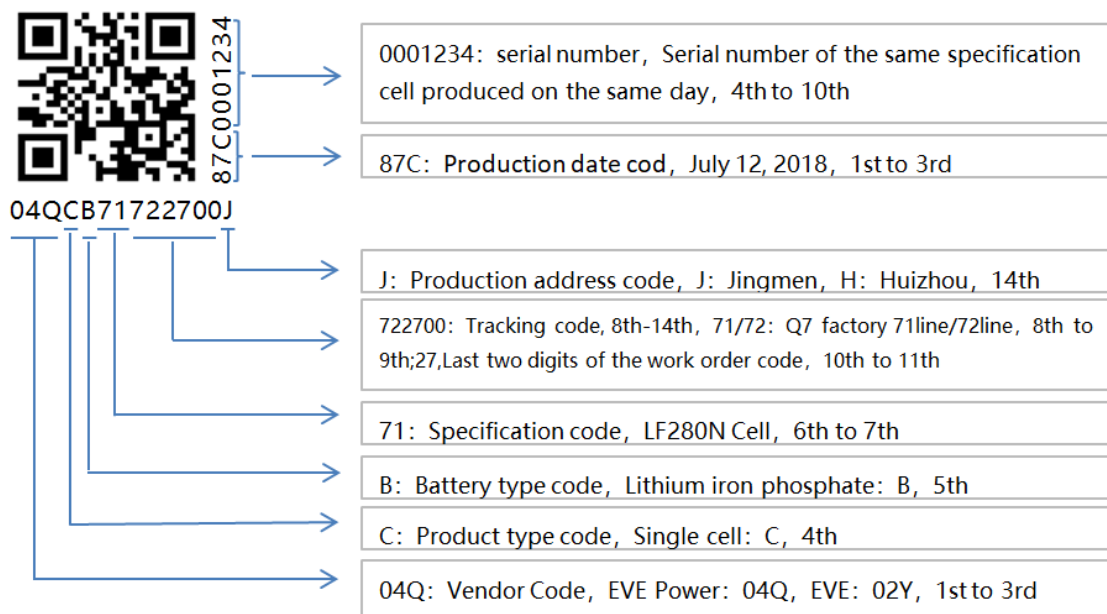 87C0001234
04QCB71722700J
0001234: serial number, Serial number of the same specification
cell produced on the same day, 4th to 10th
87C: Production date cod, July 12, 2018, 1st to 3rd
J: Production address code, J: Jingmen, H: Huizhou, 14th
722700: Tracking code, 8th-14th, 71/72: Q7 factory 71line/72line, 8th to
9th;27,Last two digits of the work order code, 10th to 11th
71: Specification code, LF280N Cell, 6th to 7th
B: Battery type code, Lithium iron phosphate: B, 5th
C: Product type code, Single cell: C, 4th
04Q: Vendor Code, EVE Power: 04Q, EVE: 02Y, 1st to 3rd